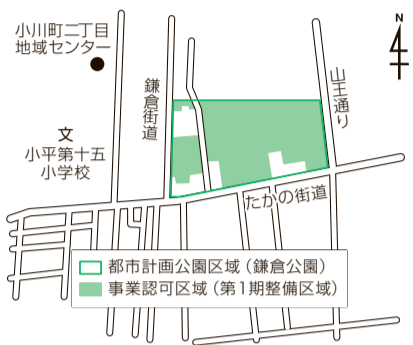 小川町二丁目
地域センター
鎌倉街道
山王通り
N
文
小平第十五
小学校
たかの街道
都市計画公園区域（鎌倉公園）
事業認可区域（第1期整備区域）